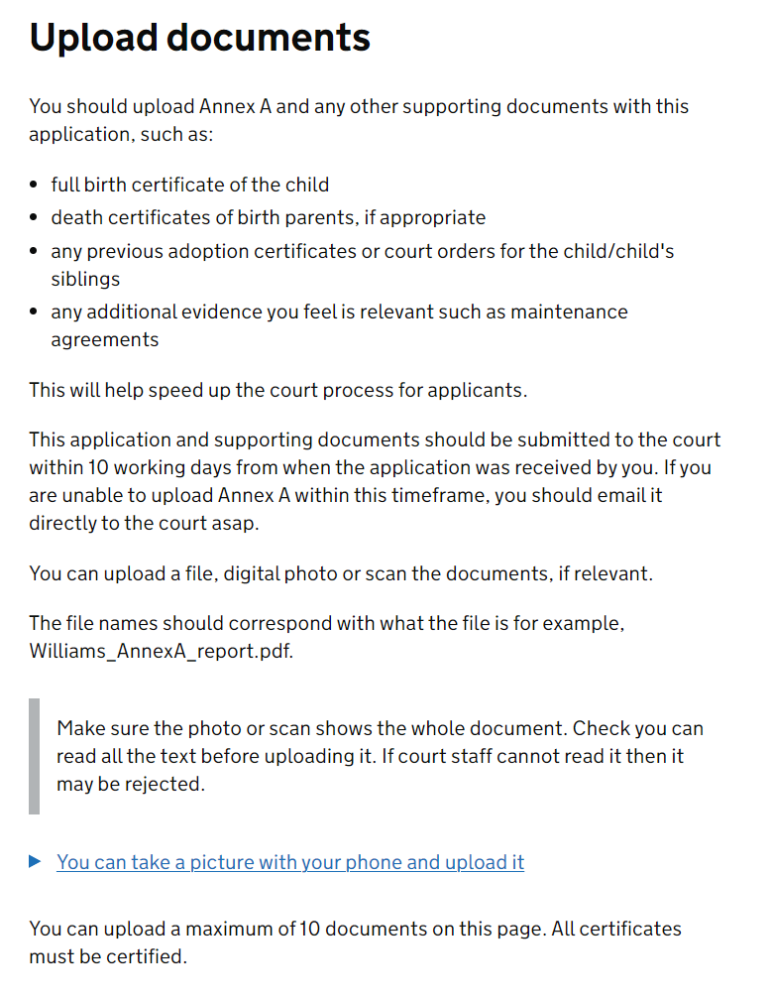 Upload documents
You should upload Annex A and any other supporting documents with this
application, such as:
• full birth certificate of the child
• death certificates of birth parents, if appropriate
• any previous adoption certificates or court orders for the child/child's
siblings
• any additional evidence you feel is relevant such as maintenance
agreements
This will help speed up the court process for applicants.
This application and supporting documents should be submitted to the court
within 10 working days from when the application was received by you. If you
are unable to upload Annex A within this timeframe, you should email it
directly to the court asap.
You can upload a file, digital photo or scan the documents, if relevant.
The file names should correspond with what the file is for example,
Williams_AnnexA_report.pdf.
Make sure the photo or scan shows the whole document. Check you can
read all the text before uploading it. If court staff cannot read it then it
may be rejected.
You can take a picture with your phone and upload it
You can upload a maximum of 10 documents on this page. All certificates
must be certified.